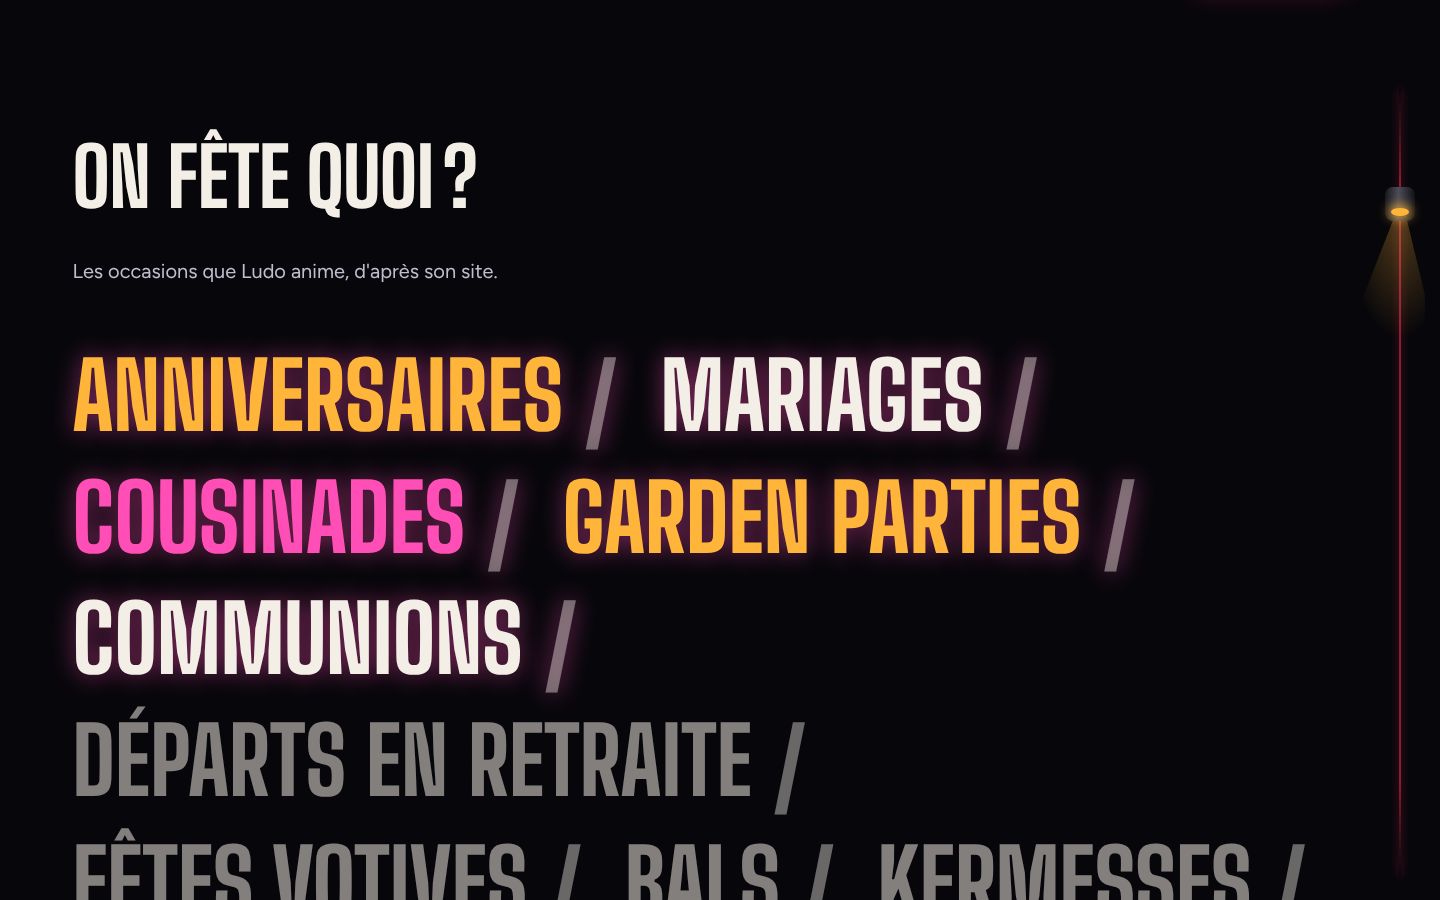 ON FÊTE QUOI ?
Les occasions que Ludo anime, d'après son site.
ANNIVERSAIRES / MARIAGES /
COUSINADES / GARDEN PARTIES /
COMMUNIONS /
DÉPARTS EN RETRAITE /
FÊTES VOTIVES / BALS / KERMESSES /